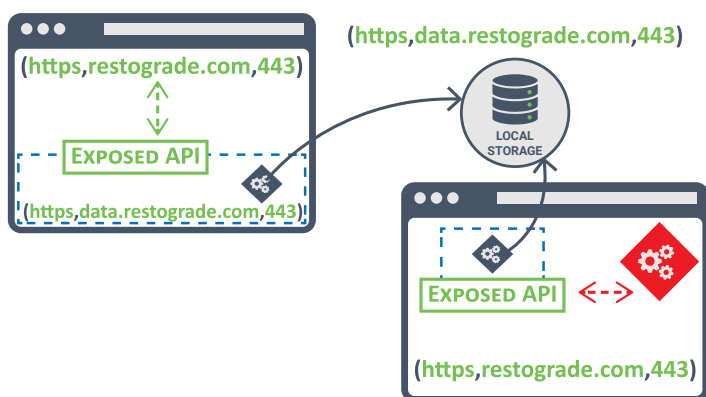 (https,data.restograde.com,443)
(https,restograde.com,443)
EXPOSED API
(https,data.restograde.com,443)
LOCAL
STORAGE
EXPOSED API
(https,restograde.com,443)